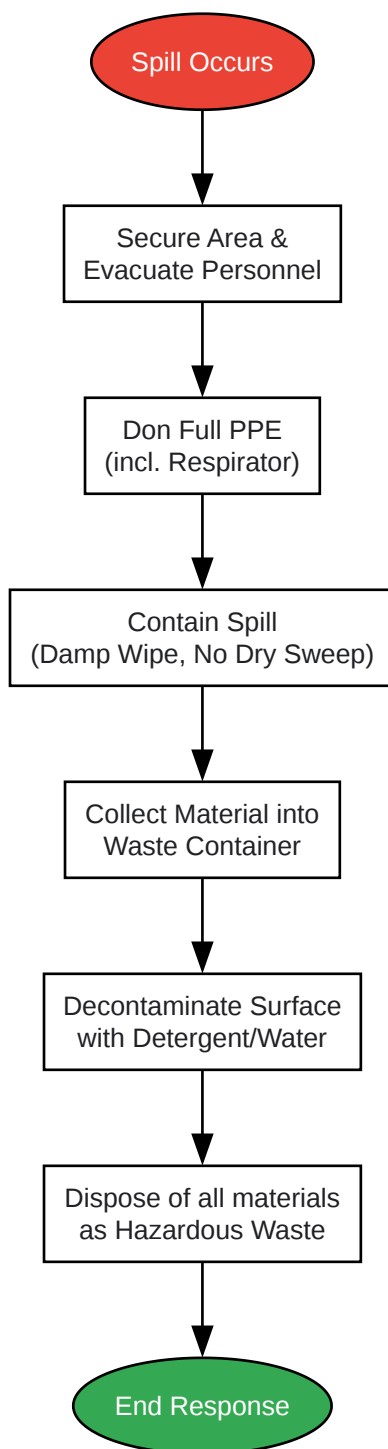 Spill Occurs
Secure Area &
Evacuate Personnel
Don Full PPE
(incl. Respirator)
Contain Spill
(Damp Wipe, No Dry Sweep)
Collect Material into
Waste Container
Decontaminate Surface
with Detergent/Water
Dispose of all materials
as Hazardous Waste
End Response